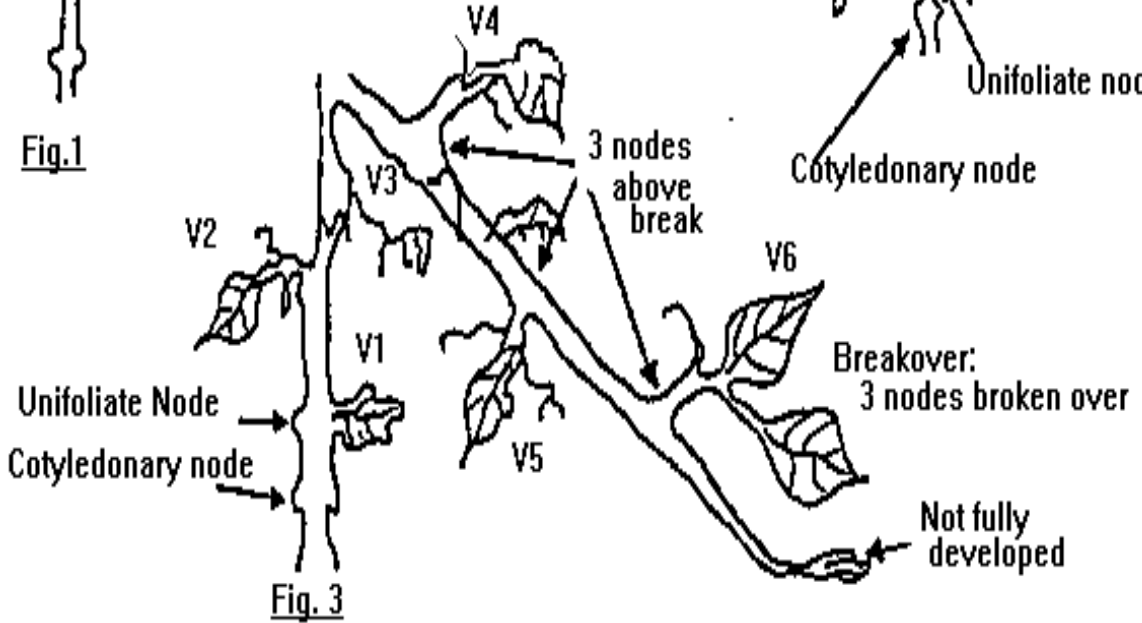 V4
Unifoliate nod
Fig.1
3 nodes
above
break
Cotyledonary node
V3
V2
V6
V1
Breakover:
3 nodes broken over
Unifoliate Node
Cotyledonary node
V5
Not fully
developed
Fig. 3